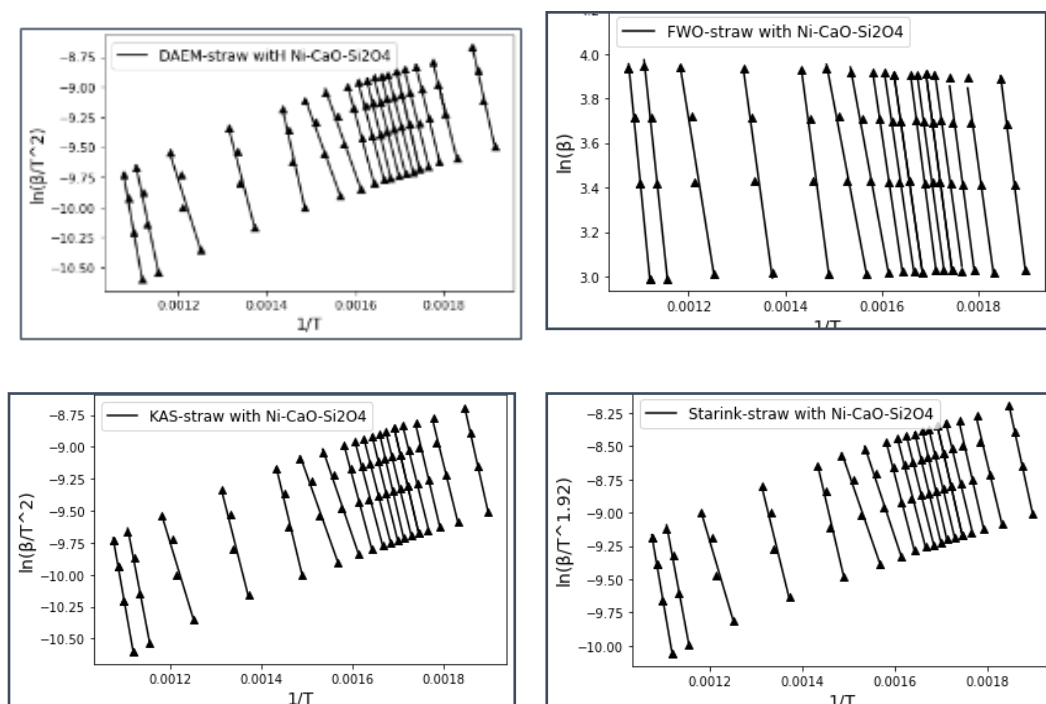 DAEM-straw witH Ni-CaO-Si2O4
-8.75
-9.00
-9.25
-9.50
-9.75
-10.00
-10.25
-10.50
ln(β/T^2)
0.0012 0.0014 0.0016 0.0018
1/T
FWO-straw with Ni-CaO-Si2O4
4.2
4.0
3.8
3.6
3.4
3.2
3.0
ln(β)
0.0012 0.0014 0.0016 0.0018
1/T
KAS-straw with Ni-CaO-Si2O4
−8.75
−9.00
−9.25
−9.50
−9.75
−10.00
−10.25
−10.50
ln(β/T^2)
0.0012 0.0014 0.0016 0.0018
1/T
Starink-straw with Ni-CaO-Si2O4
−8.25
−8.50
−8.75
−9.00
−9.25
−9.50
−9.75
−10.00
ln(β/T^1.92)
0.0012 0.0014 0.0016 0.0018
1/T